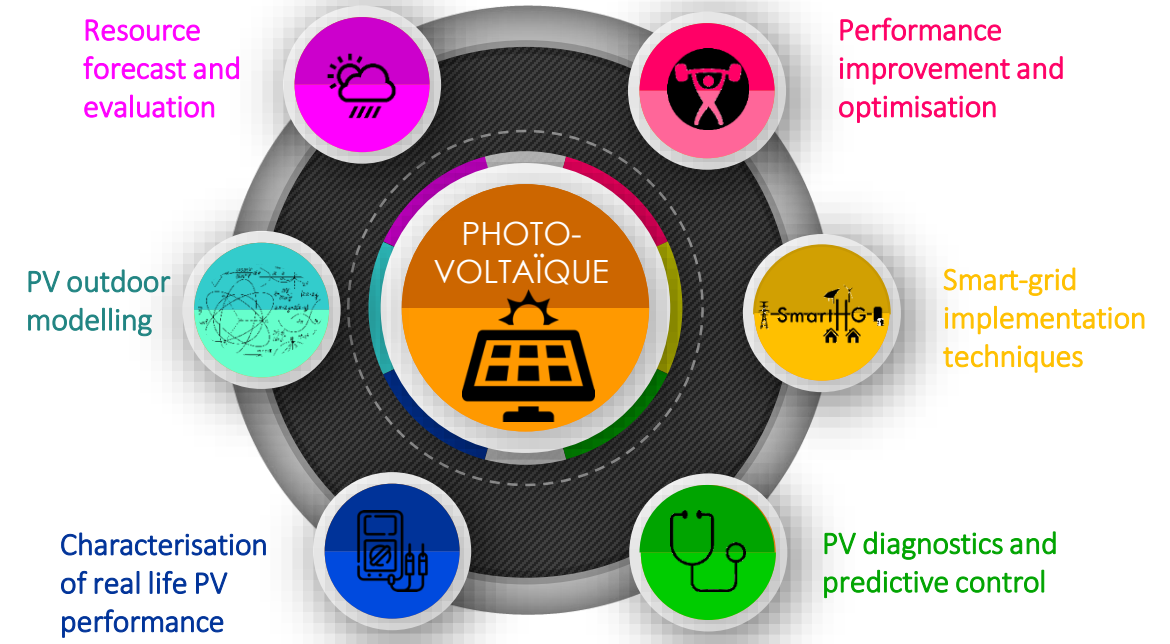 Resource
forecast and
evaluation
Performance
improvement and
optimisation
PHOTO-
VOLTAÏQUE
PV outdoor
modelling
Smart-grid
implementation
techniques
Characterisation
of real life PV
performance
PV diagnostics and
predictive control